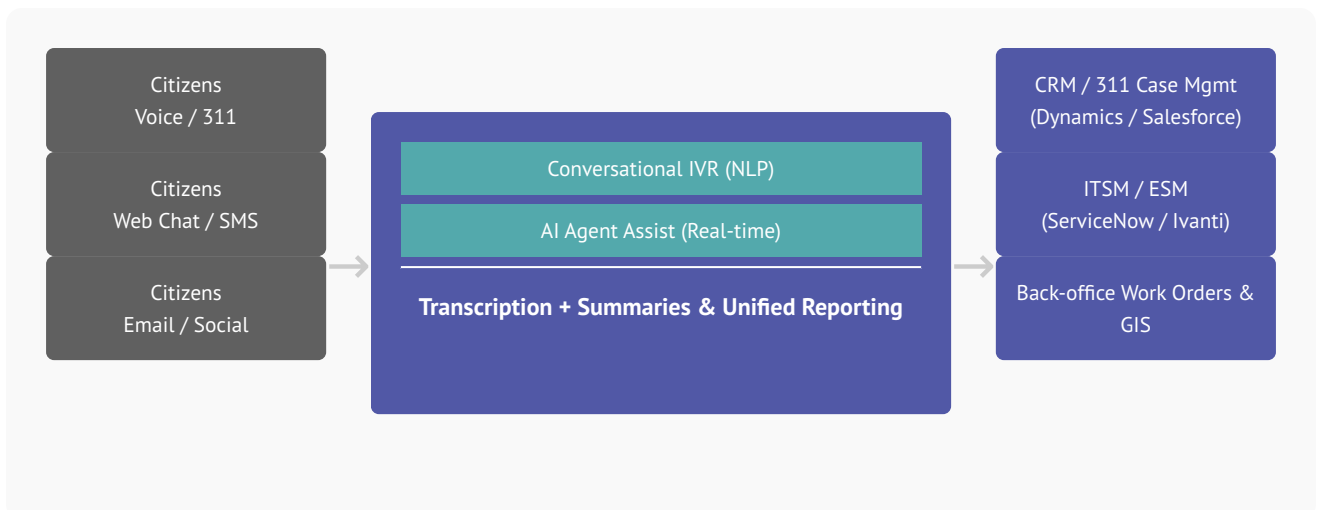 Citizens
Voice / 311
Citizens
Web Chat / SMS
Citizens
Email / Social
Conversational IVR (NLP)
AI Agent Assist (Real-time)
Transcription + Summaries & Unified Reporting
CRM / 311 Case Mgmt
(Dynamics / Salesforce)
ITSM / ESM
(ServiceNow / Ivanti)
Back-office Work Orders &
GIS